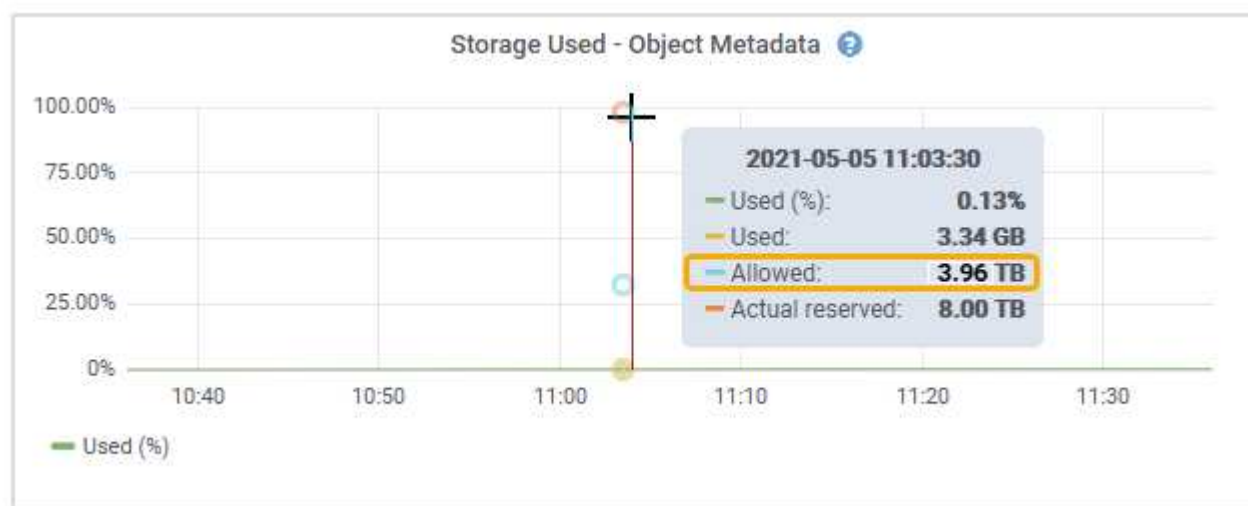 Storage Used - Object Metadata ?
100.00%
75.00%
50.00%
25.00%
0%
10:40 10:50 11:00 11:10 11:20 11:30
2021-05-05 11:03:30
Used (%): 0.13%
Used: 3.34 GB
Allowed: 3.96 TB
Actual reserved: 8.00 TB
Used (%)